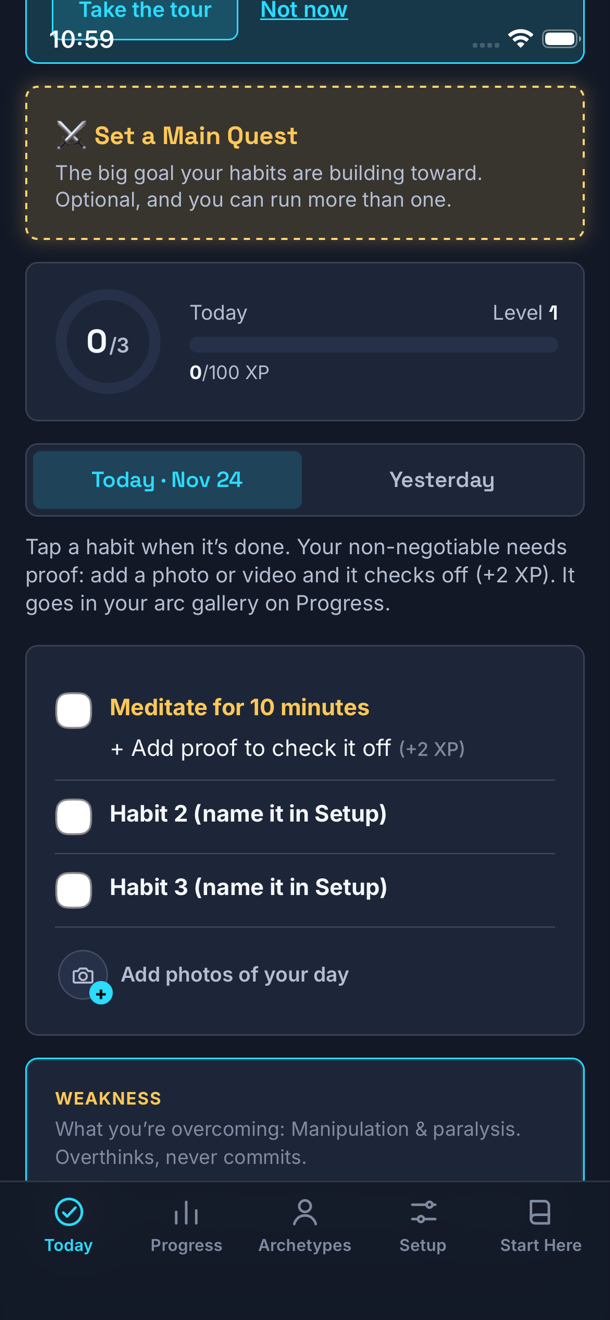 Take the tour
Not now
10:59
⚔️ Set a Main Quest
The big goal your habits are building toward.
Optional, and you can run more than one.
0/3
Today
Level 1
0/100 XP
Today · Nov 24
Yesterday
Tap a habit when it’s done. Your non-negotiable needs
proof: add a photo or video and it checks off (+2 XP). It
goes in your arc gallery on Progress.
Meditate for 10 minutes
+ Add proof to check it off (+2 XP)
Habit 2 (name it in Setup)
Habit 3 (name it in Setup)
Add photos of your day
WEAKNESS
What you’re overcoming: Manipulation & paralysis.
Overthinks, never commits.
Today
Progress
Archetypes
Setup
Start Here